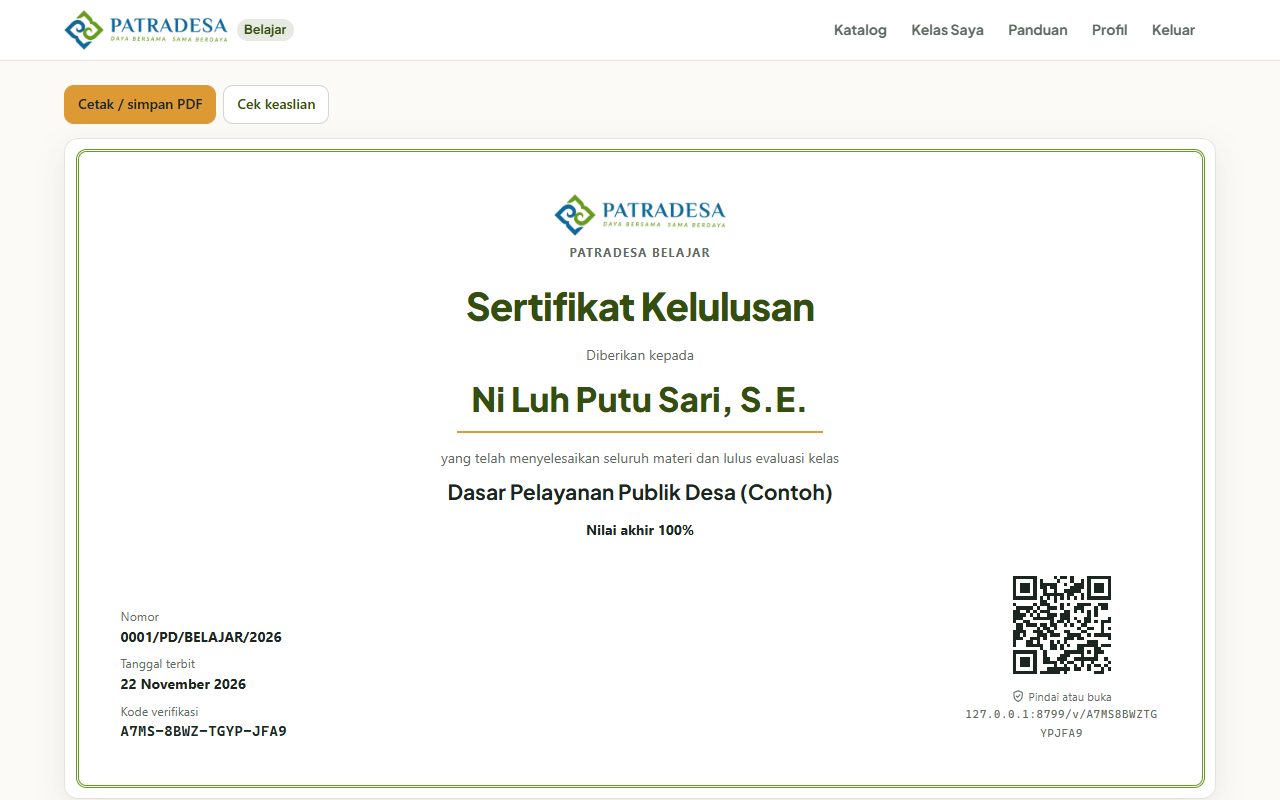 PATRADESA
DAYA BERSAMA SAMA BERDAYA
Belajar
Katalog
Kelas Saya
Panduan
Profil
Keluar
Cetak / simpan PDF
Cek keaslian
PATRADESA
DAYA BERSAMA SAMA BERDAYA
PATRADESA BELAJAR
Sertifikat Kelulusan
Diberikan kepada
Ni Luh Putu Sari, S.E.
yang telah menyelesaikan seluruh materi dan lulus evaluasi kelas
Dasar Pelayanan Publik Desa (Contoh)
Nilai akhir 100%
Nomor
0001/PD/BELAJAR/2026
Tanggal terbit
22 November 2026
Kode verifikasi
A7MS-8BWZ-TGYP-JFA9
Pindai atau buka
127.0.0.1:8799/v/A7MS8BWZTG
YPJFA9